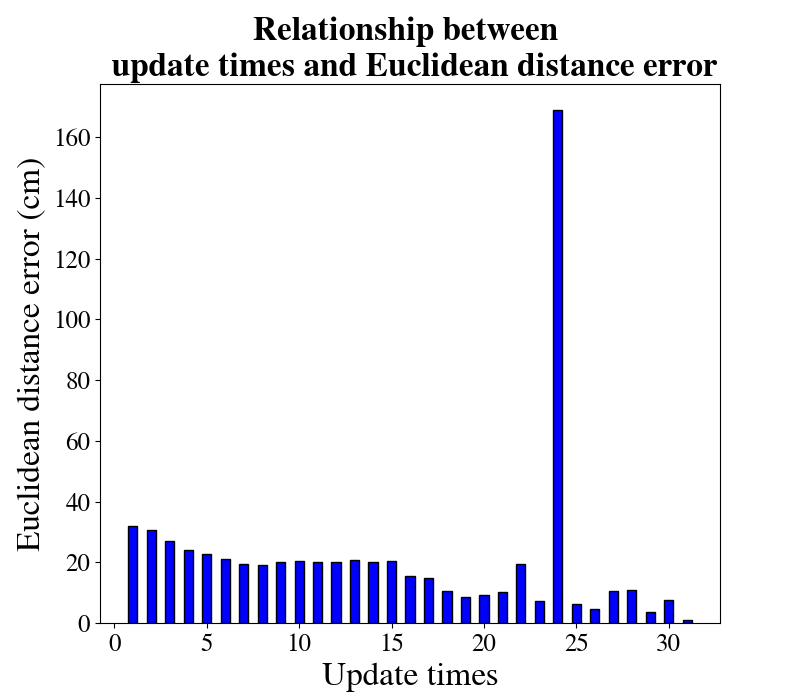 Relationship between
update times and Euclidean distance error
Euclidean distance error (cm)
160
140
120
100
80
60
40
20
0
0 5 10 15 20 25 30
Update times